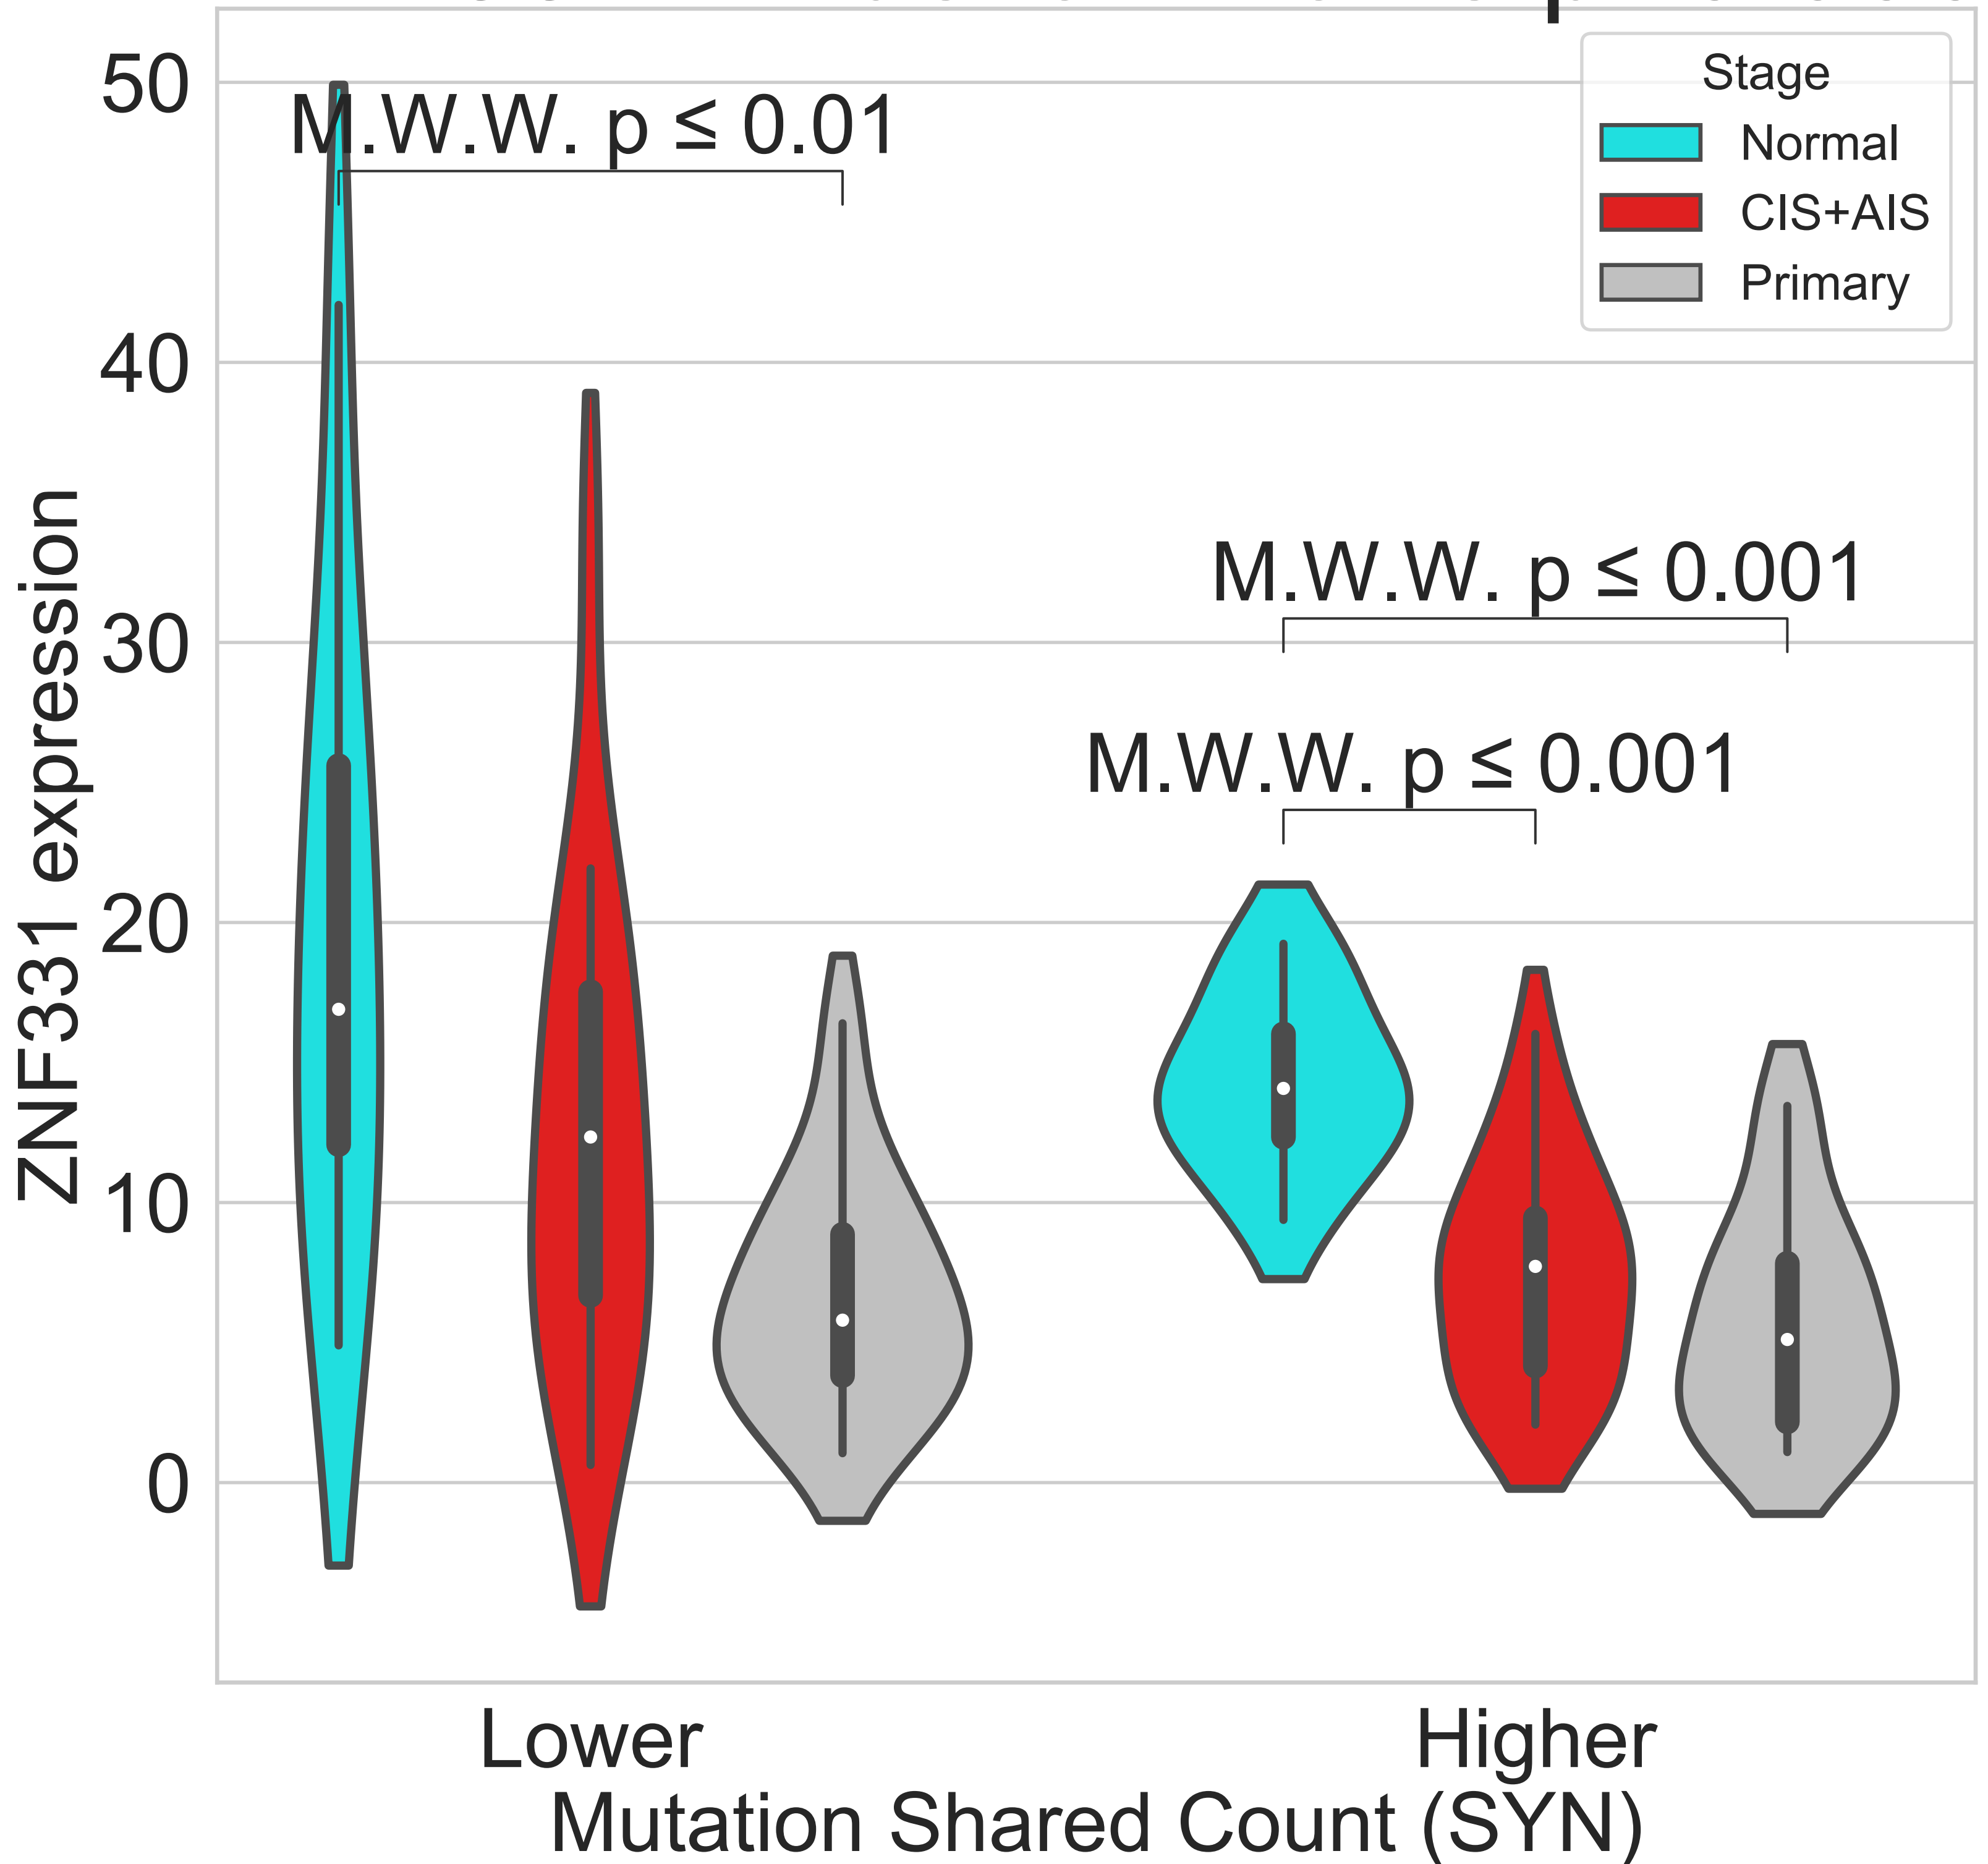 50
40
30
20
10
0
ZNF331 expression
M.W.W. p ≤ 0.01
M.W.W. p ≤ 0.001
M.W.W. p ≤ 0.001
Stage
Normal
CIS+AIS
Primary
Lower
Higher
Mutation Shared Count (SYN)